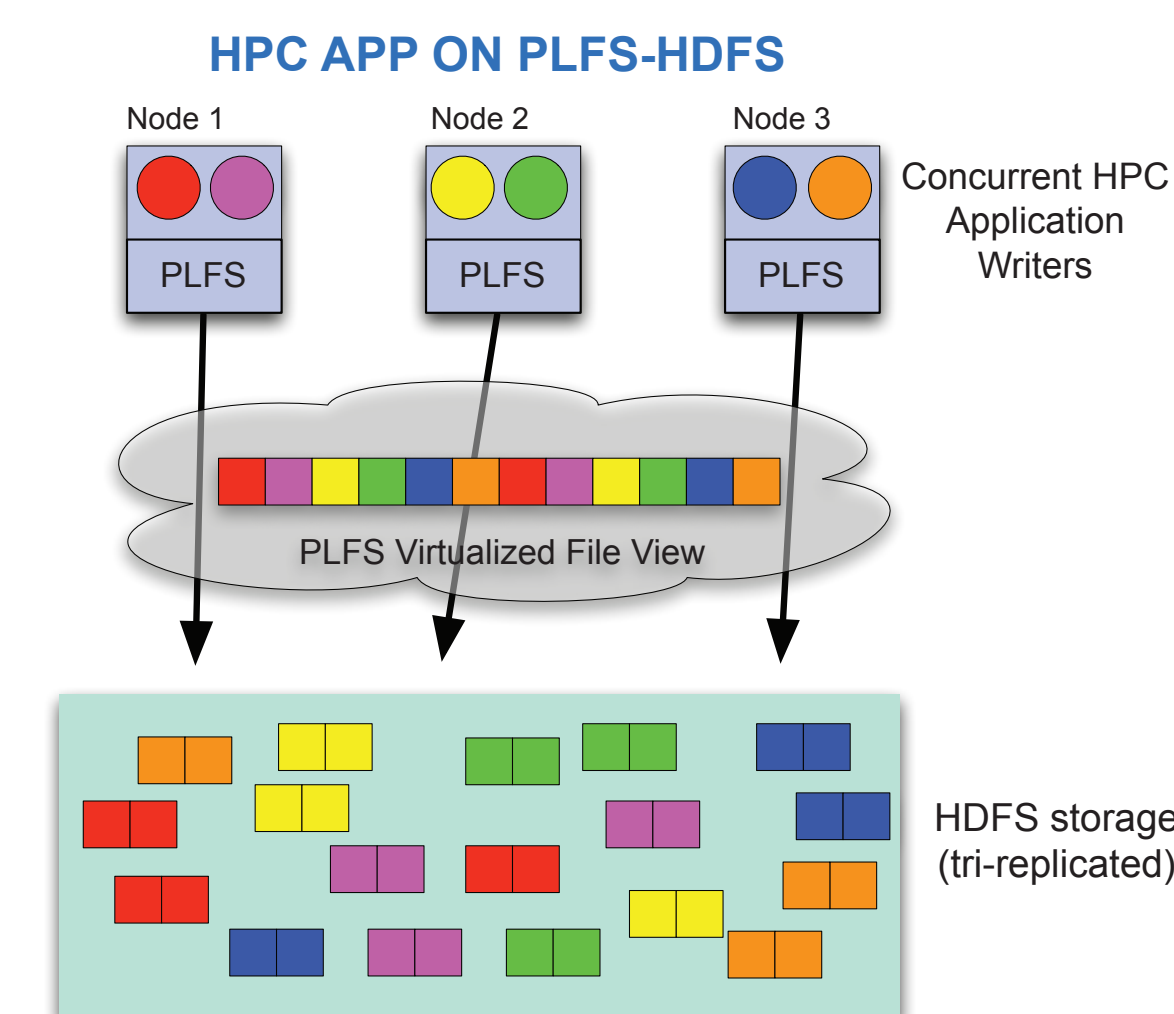 HPC APP ON PLFS-HDFS
Node 1
Node 2
Node 3
Concurrent HPC
Application
Writers
PLFS
PLFS
PLFS
PLFS Virtualized File View
HDFS storage
(tri-replicated)